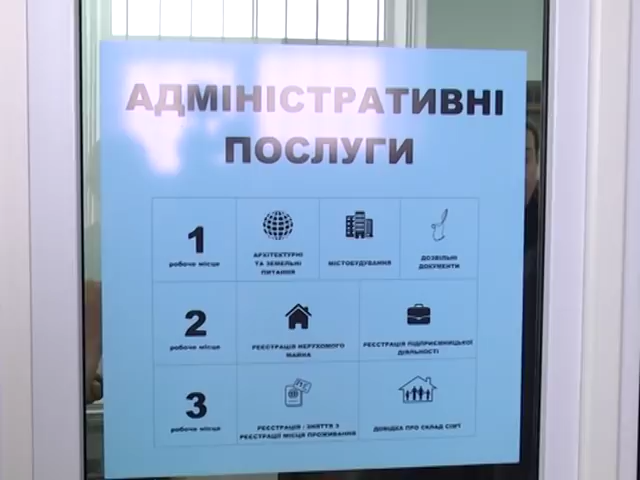 АДМІНІСТРАТИВНІ
ПОСЛУГИ
1
робоче місце
АРХІТЕКТУРНІ
ТА ЗЕМЕЛЬНІ
ПИТАННЯ
МІСТОБУДУВАННЯ
ДОЗВІЛЬНІ
ДОКУМЕНТИ
2
робоче місце
РЕЄСТРАЦІЯ НЕРУХОМОГО
МАЙНА
РЕЄСТРАЦІЯ ПІДПРИЄМНИЦЬКОЇ
ДІЯЛЬНОСТІ
3
робоче місце
РЕЄСТРАЦІЯ / ЗНЯТТЯ З
РЕЄСТРАЦІЇ МІСЦЯ ПРОЖИВАННЯ
ДОВІДКА ПРО СКЛАД СІМ'Ї